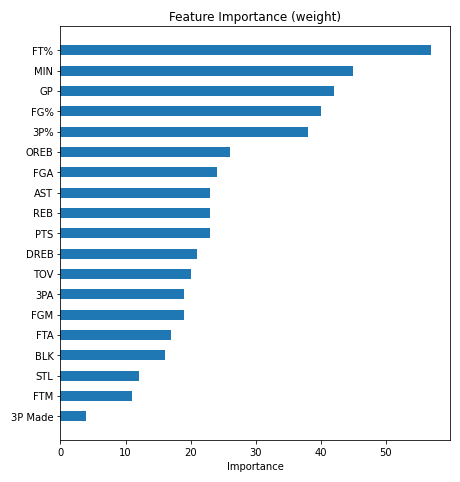 Feature Importance (weight)
FT%
MIN
GP
FG%
3P%
OREB
FGA
AST
REB
PTS
DREB
TOV
3PA
FGM
FTA
BLK
STL
FTM
3P Made
0 10 20 30 40 50
Importance